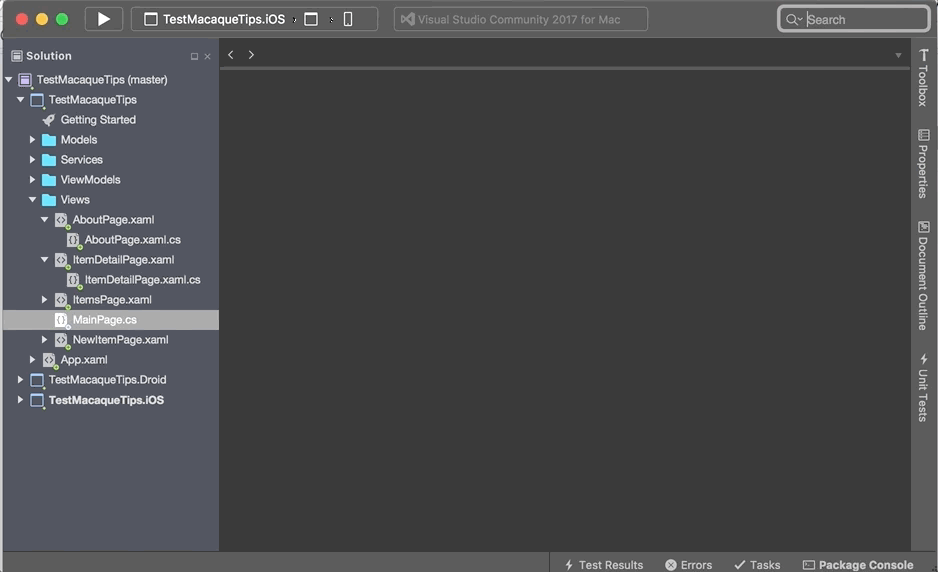 TestMacaqueTips.iOS
Visual Studio Community 2017 for Mac
Search
Solution
TestMacaqueTips (master)
TestMacaqueTips
Getting Started
Models
Services
ViewModels
Views
AboutPage.xaml
AboutPage.xaml.cs
ItemDetailPage.xaml
ItemDetailPage.xaml.cs
ItemsPage.xaml
MainPage.cs
NewItemPage.xaml
App.xaml
TestMacaqueTips.Droid
TestMacaqueTips.iOS
Toolbox
Properties
Document Outline
Unit Tests
Test Results
Errors
Tasks
Package Console